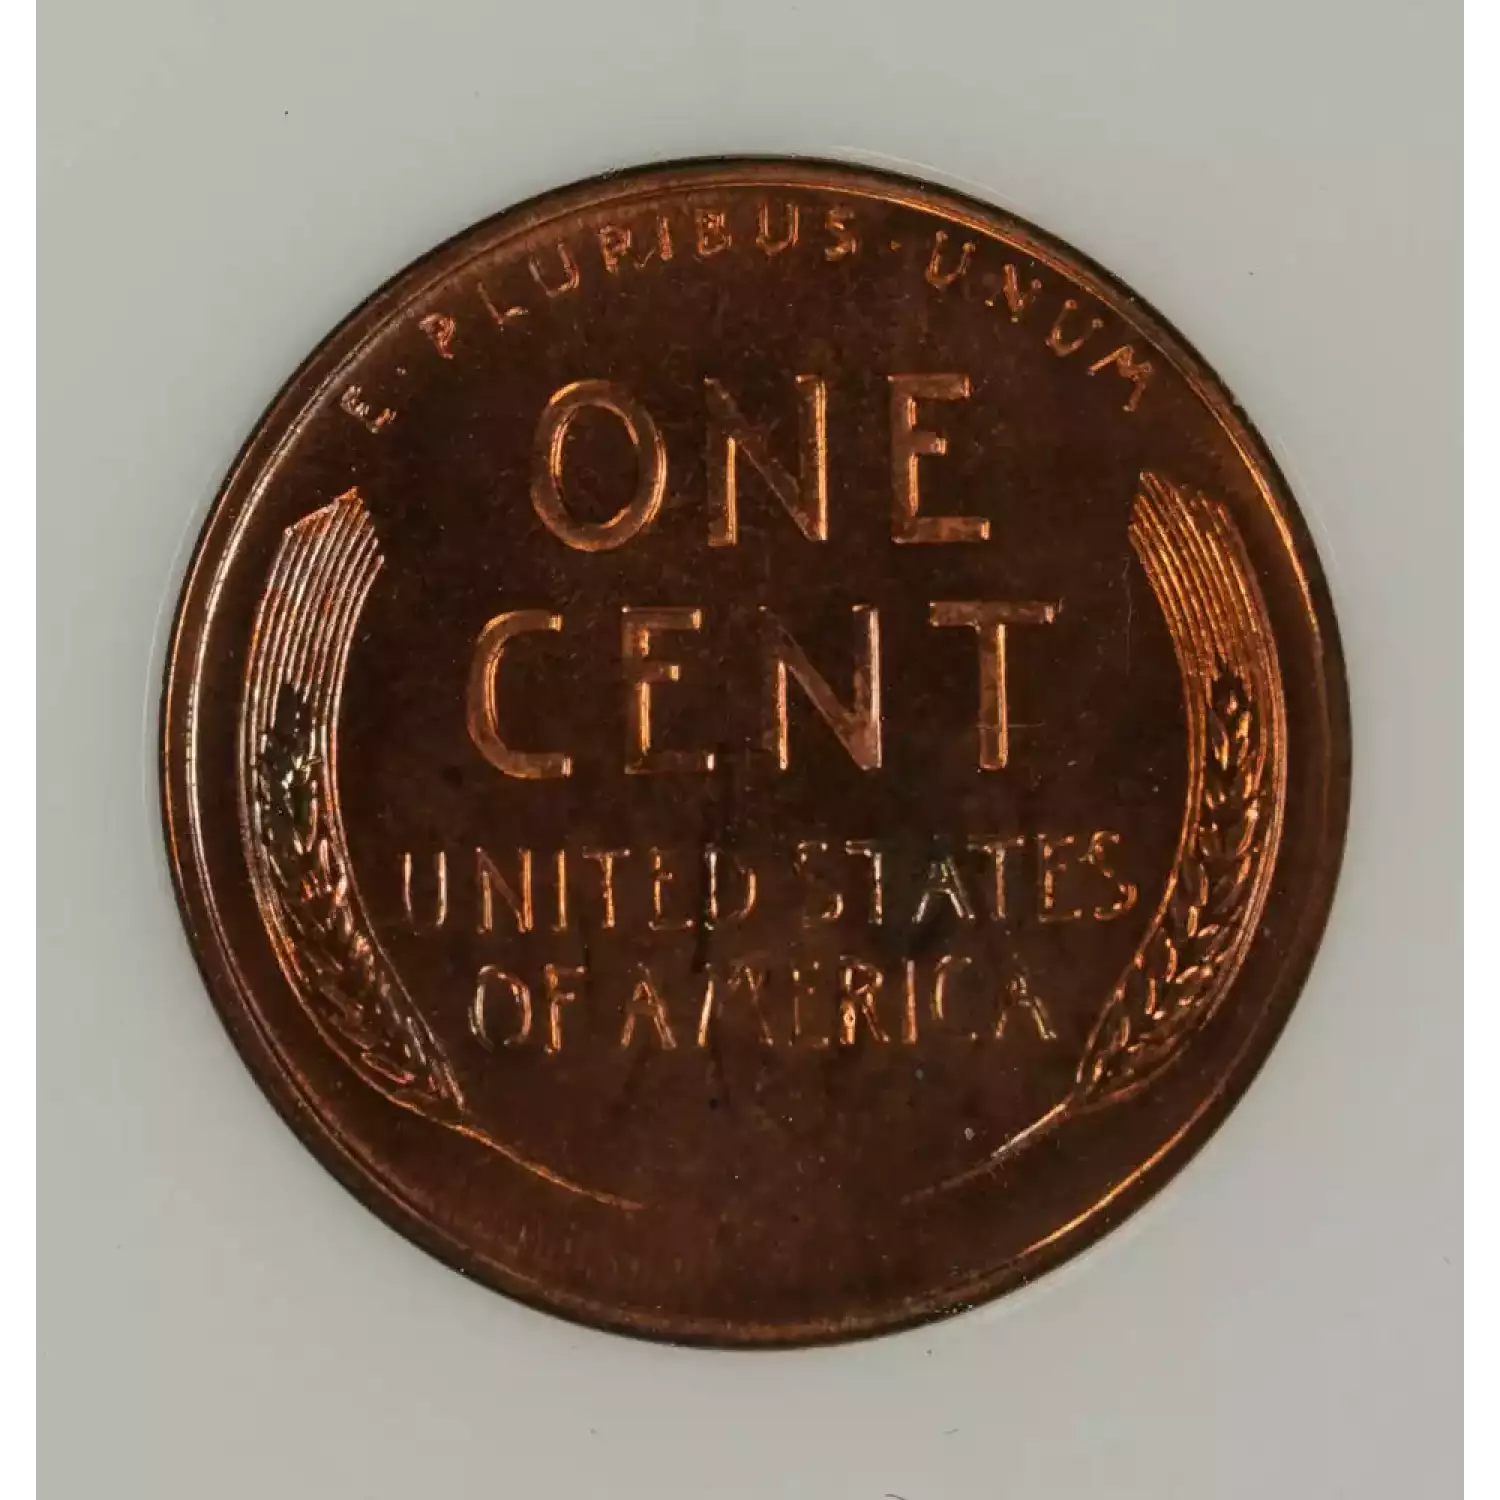 E·PLURIBUS·UNUM
ONE
CENT
UNITED STATES
OF AMERICA